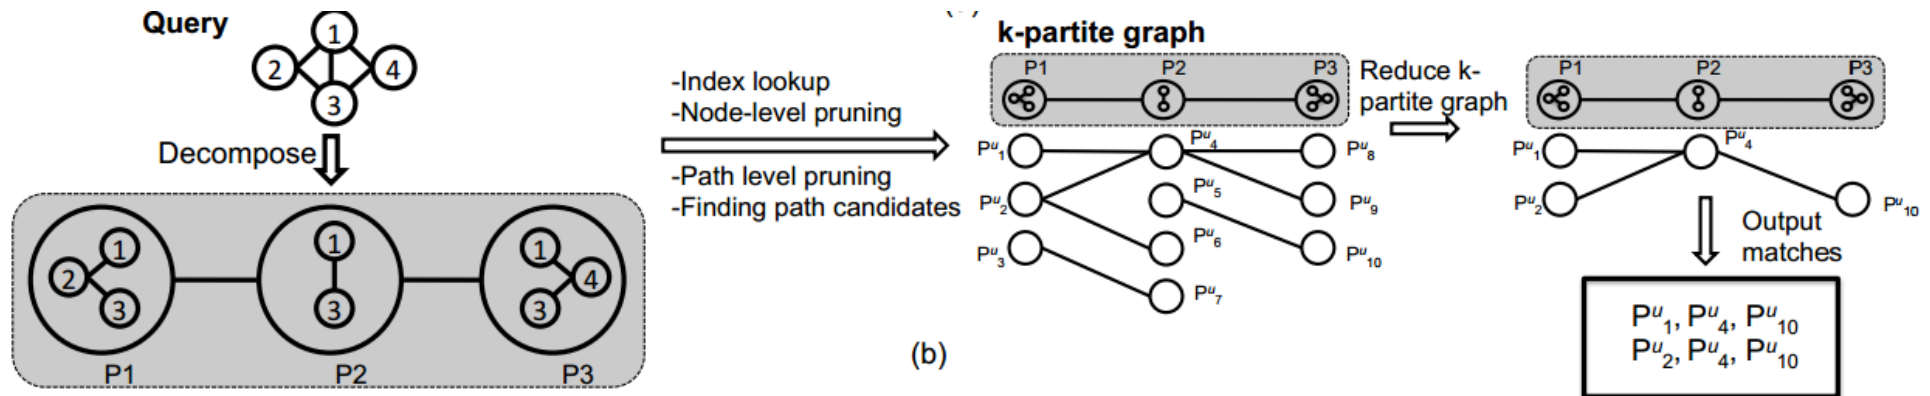 Query
1
2
4
3
Decompose
1
2
3
1
3
1
4
3
P1
P2
P3
-Index lookup
-Node-level pruning
-Path level pruning
-Finding path candidates
(b)
k-partite graph
P1
P2
P3
Pᵘ₁
Pᵘ₄
Pᵘ₈
Pᵘ₂
Pᵘ₅
Pᵘ₉
Pᵘ₃
Pᵘ₆
Pᵘ₁₀
Pᵘ₇
Reduce k-
partite graph
P1
P2
P3
Pᵘ₁
Pᵘ₄
Pᵘ₂
Pᵘ₁₀
Output
matches
Pᵘ₁, Pᵘ₄, Pᵘ₁₀
Pᵘ₂, Pᵘ₄, Pᵘ₁₀